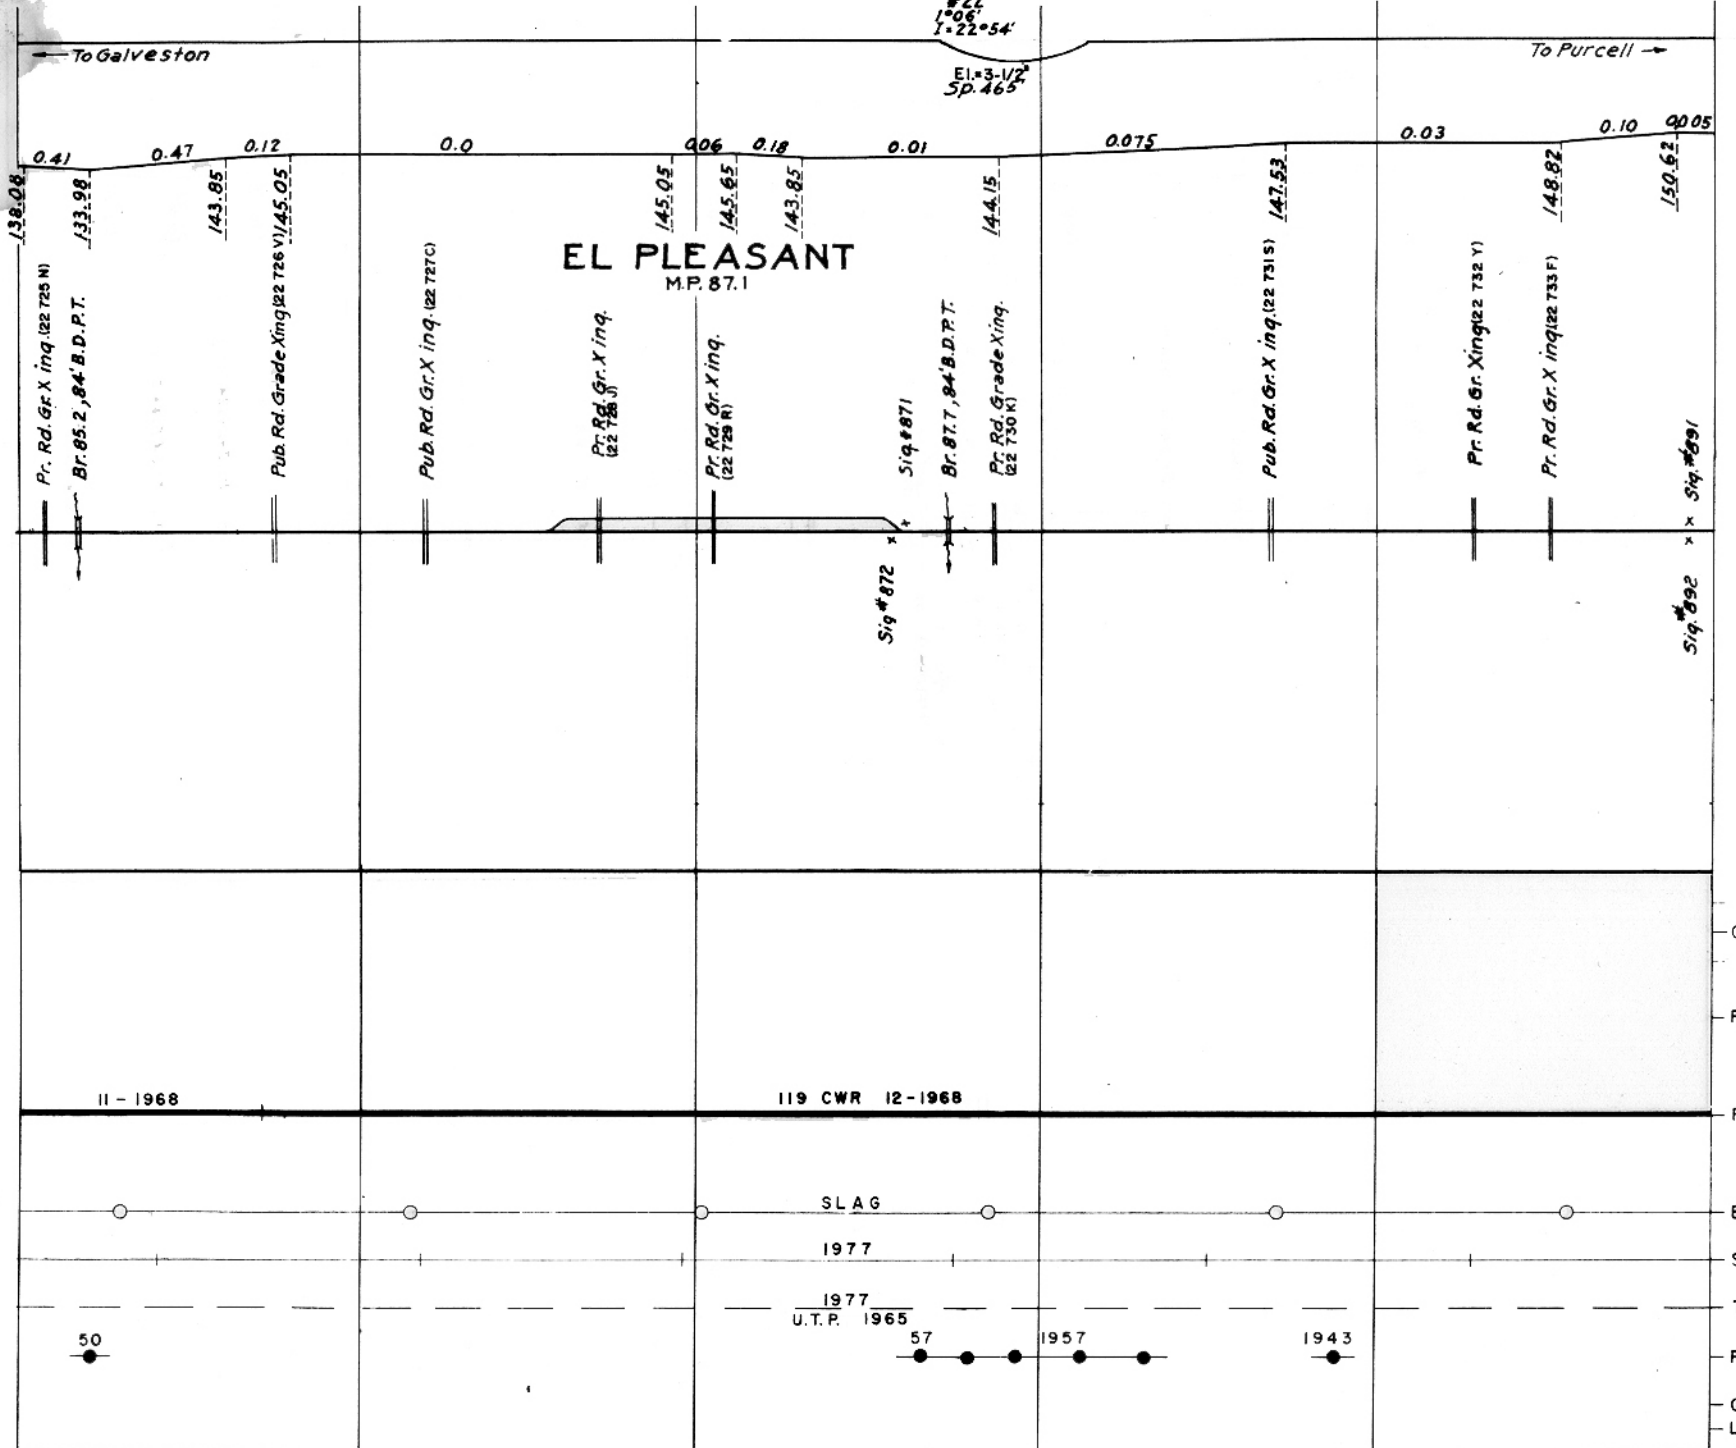 1°06'
I=22°54'
To Galveston
To Purcell
El.=3-1/2"
Sp. 465'
0.41 0.47 0.12 0.0 0.06 0.18 0.01 0.075 0.03 0.10 0.005
138.08
133.98
143.85
145.05
145.05
145.65
143.85
144.15
147.53
148.82
150.62
EL PLEASANT
M.P. 87.1
Pr. Rd. Gr. X ing. (22 725 N)
Br. 85.2, 84' B.D.P.T.
Pub. Rd. Grade Xing (22 726 V)
Pub. Rd. Gr. X ing. (22 727 C)
Pr. Rd. Gr. X ing.
(22 728 J)
Pr. Rd. Gr. X ing.
(22 729 R)
Sig. #871
Br. 87.7, 84' B.D.P.T.
Pr. Rd. Grade Xing.
(22 730 K)
Pub. Rd. Gr. X ing. (22 731 S)
Pr. Rd. Gr. Xing (22 732 Y)
Pr. Rd. Gr. X ing (22 733 F)
Sig. #891
Sig #872
Sig. #892
11-1968
119 CWR 12-1968
SLAG
1977
1977
U.T.P. 1965
50
57
1957
1943